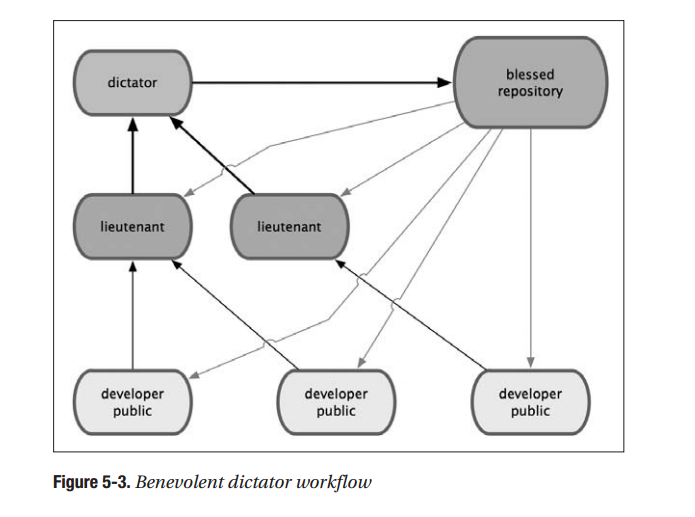 dictator
blessed
repository
lieutenant
lieutenant
developer
public
developer
public
developer
public
Figure 5-3. Benevolent dictator workflow